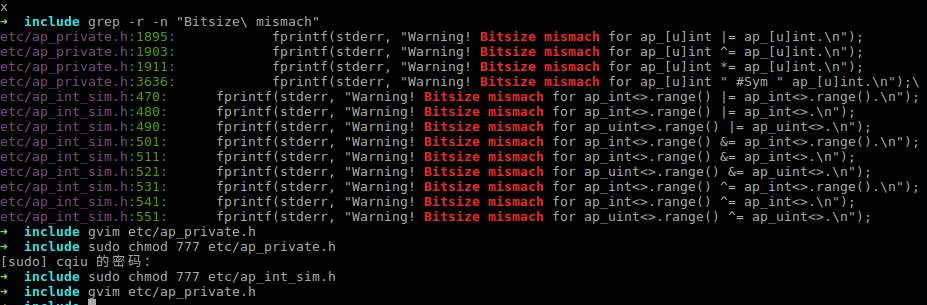 x
➜  include grep -r -n "Bitsize\ mismach"
etc/ap_private.h:1895:            fprintf(stderr, "Warning! Bitsize mismach for ap_[u]int |= ap_[u]int.\n");
etc/ap_private.h:1903:            fprintf(stderr, "Warning! Bitsize mismach for ap_[u]int ^= ap_[u]int.\n");
etc/ap_private.h:1911:            fprintf(stderr, "Warning! Bitsize mismach for ap_[u]int *= ap_[u]int.\n");
etc/ap_private.h:3636:            fprintf(stderr, "Warning! Bitsize mismach for ap_[u]int " #Sym " ap_[u]int.\n");\
etc/ap_int_sim.h:470:      fprintf(stderr, "Warning! Bitsize mismach for ap_int<>.range() |= ap_int<>.range().\n");
etc/ap_int_sim.h:480:      fprintf(stderr, "Warning! Bitsize mismach for ap_int<>.range() |= ap_int<>.\n");
etc/ap_int_sim.h:490:      fprintf(stderr, "Warning! Bitsize mismach for ap_uint<>.range() |= ap_uint<>.\n");
etc/ap_int_sim.h:501:      fprintf(stderr, "Warning! Bitsize mismach for ap_int<>.range() &= ap_int<>.range().\n");
etc/ap_int_sim.h:511:      fprintf(stderr, "Warning! Bitsize mismach for ap_int<>.range() &= ap_int<>.\n");
etc/ap_int_sim.h:521:      fprintf(stderr, "Warning! Bitsize mismach for ap_uint<>.range() &= ap_uint<>.\n");
etc/ap_int_sim.h:531:      fprintf(stderr, "Warning! Bitsize mismach for ap_int<>.range() ^= ap_int<>.range().\n");
etc/ap_int_sim.h:541:      fprintf(stderr, "Warning! Bitsize mismach for ap_int<>.range() ^= ap_int<>.\n");
etc/ap_int_sim.h:551:      fprintf(stderr, "Warning! Bitsize mismach for ap_uint<>.range() ^= ap_uint<>.\n");
➜  include gvim etc/ap_private.h
➜  include sudo chmod 777 etc/ap_private.h
[sudo] cqiu 的密码：
➜  include sudo chmod 777 etc/ap_int_sim.h
➜  include gvim etc/ap_private.h
➜  include